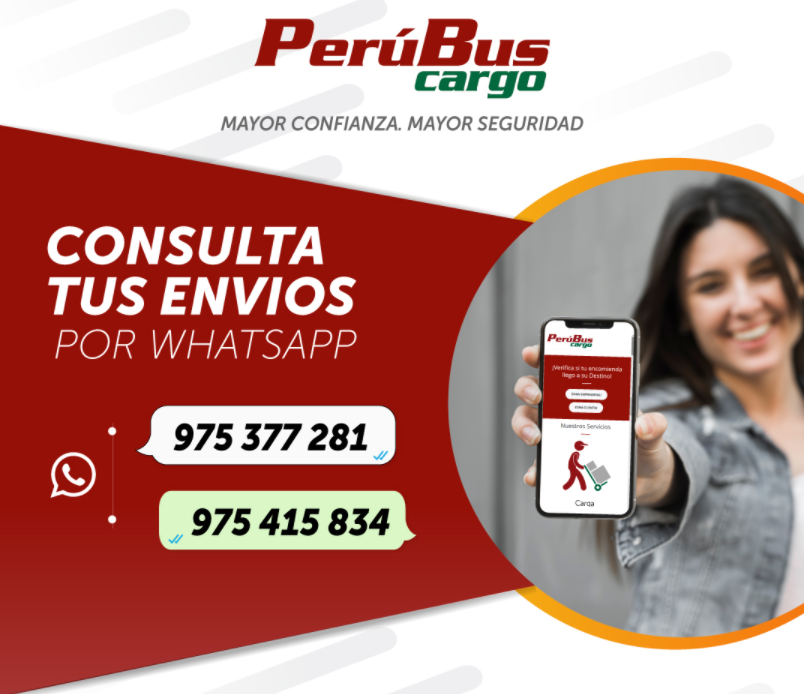 PerúBus
cargo
MAYOR CONFIANZA. MAYOR SEGURIDAD
CONSULTA
TUS ENVIOS
POR WHATSAPP
975 377 281
975 415 834
PerúBus
cargo
¡Verifica si tu encomienda
llego a su Destino!
Nuestros Servicios
Carga